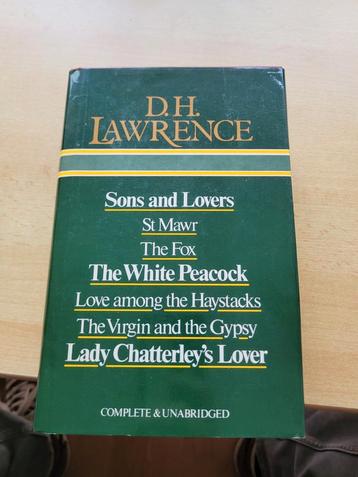 D.H.
LAWRENCE
Sons and Lovers
St Mawr
The Fox
The White Peacock
Love among the Haystacks
The Virgin and the Gypsy
Lady Chatterley's Lover
COMPLETE & UNABRIDGED